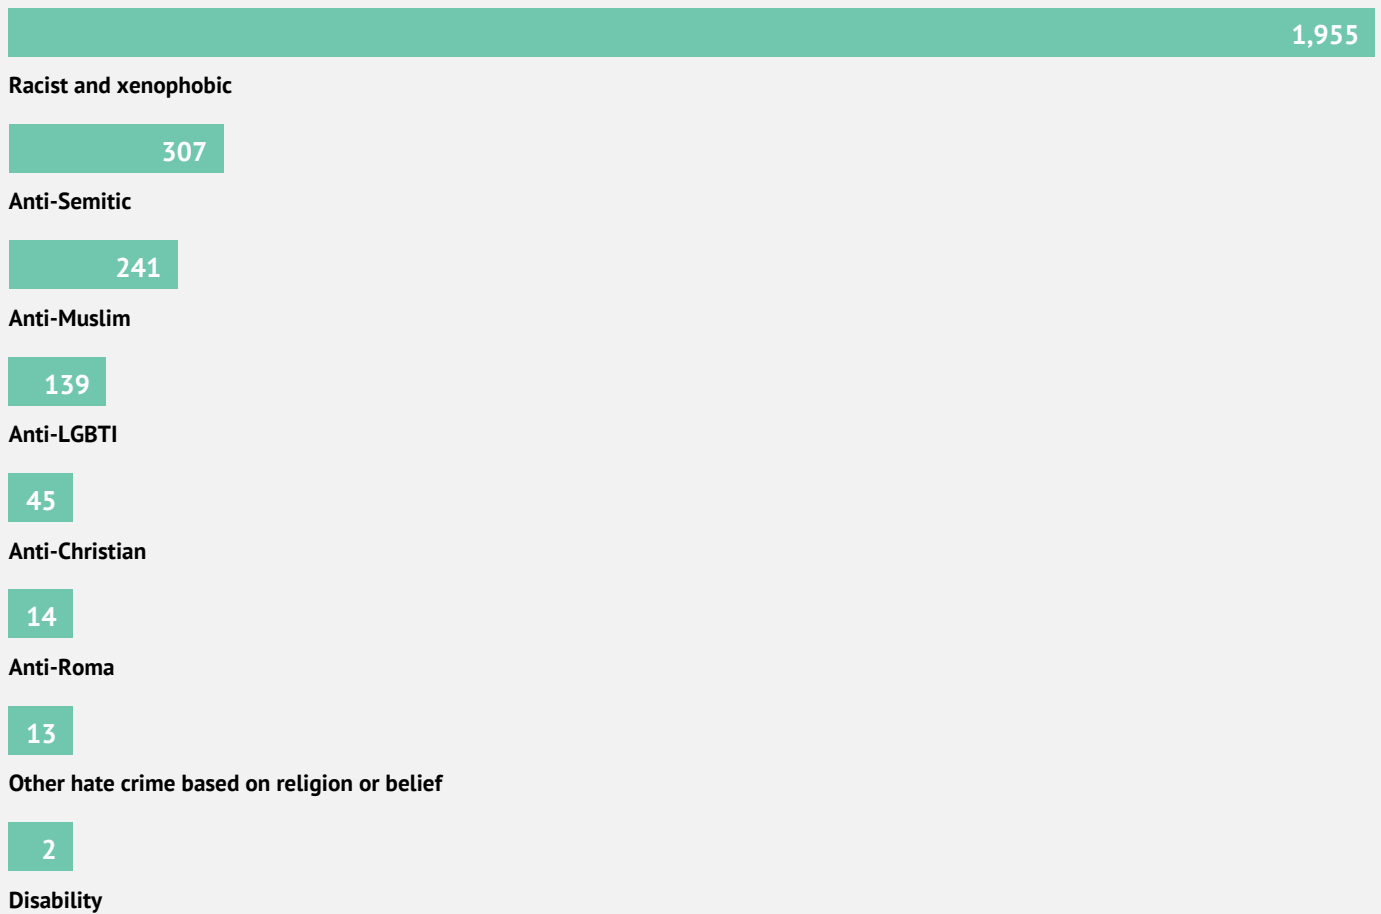 1,955
Racist and xenophobic
307
Anti-Semitic
241
Anti-Muslim
139
Anti-LGBTI
45
Anti-Christian
14
Anti-Roma
13
Other hate crime based on religion or belief
2
Disability